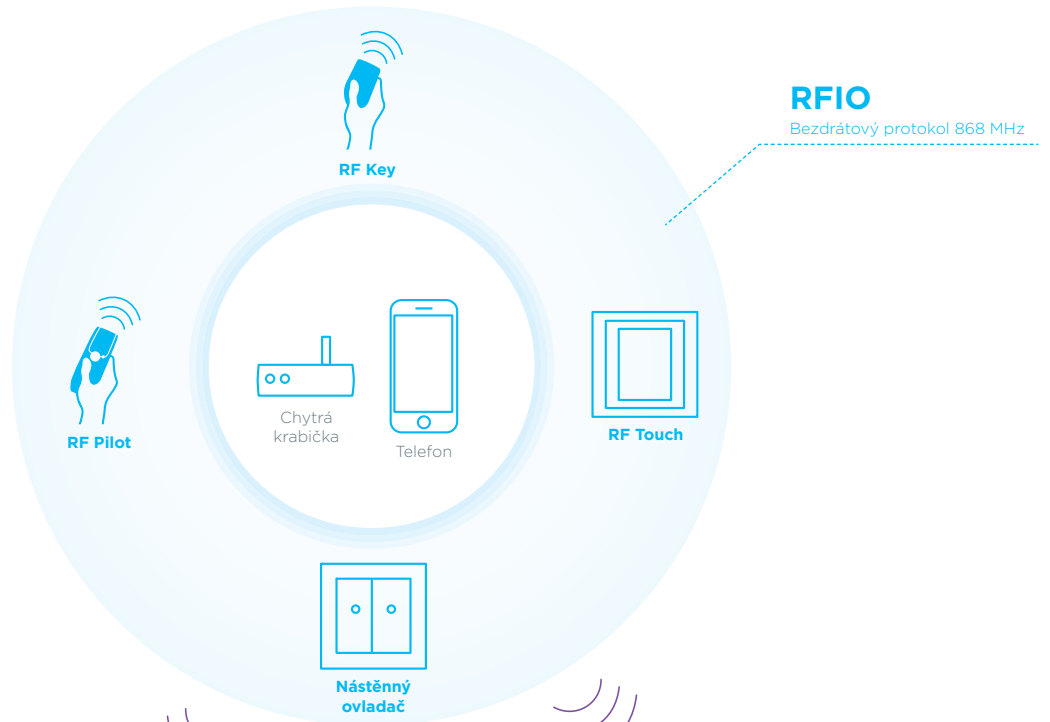 RFIO
Bezdrátový protokol 868 MHz
RF Key
RF Pilot
Chytrá
krabička
Telefon
RF Touch
Nástěnný
ovladač